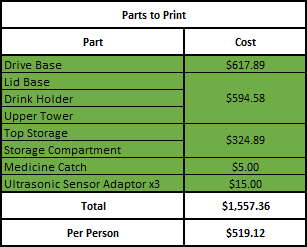 Parts to Print
Part Cost
Drive Base $617.89
Lid Base
Drink Holder $594.58
Upper Tower
Top Storage $324.89
Storage Compartment
Medicine Catch $5.00
Ultrasonic Sensor Adaptor x3 $15.00
Total $1,557.36
Per Person $519.12